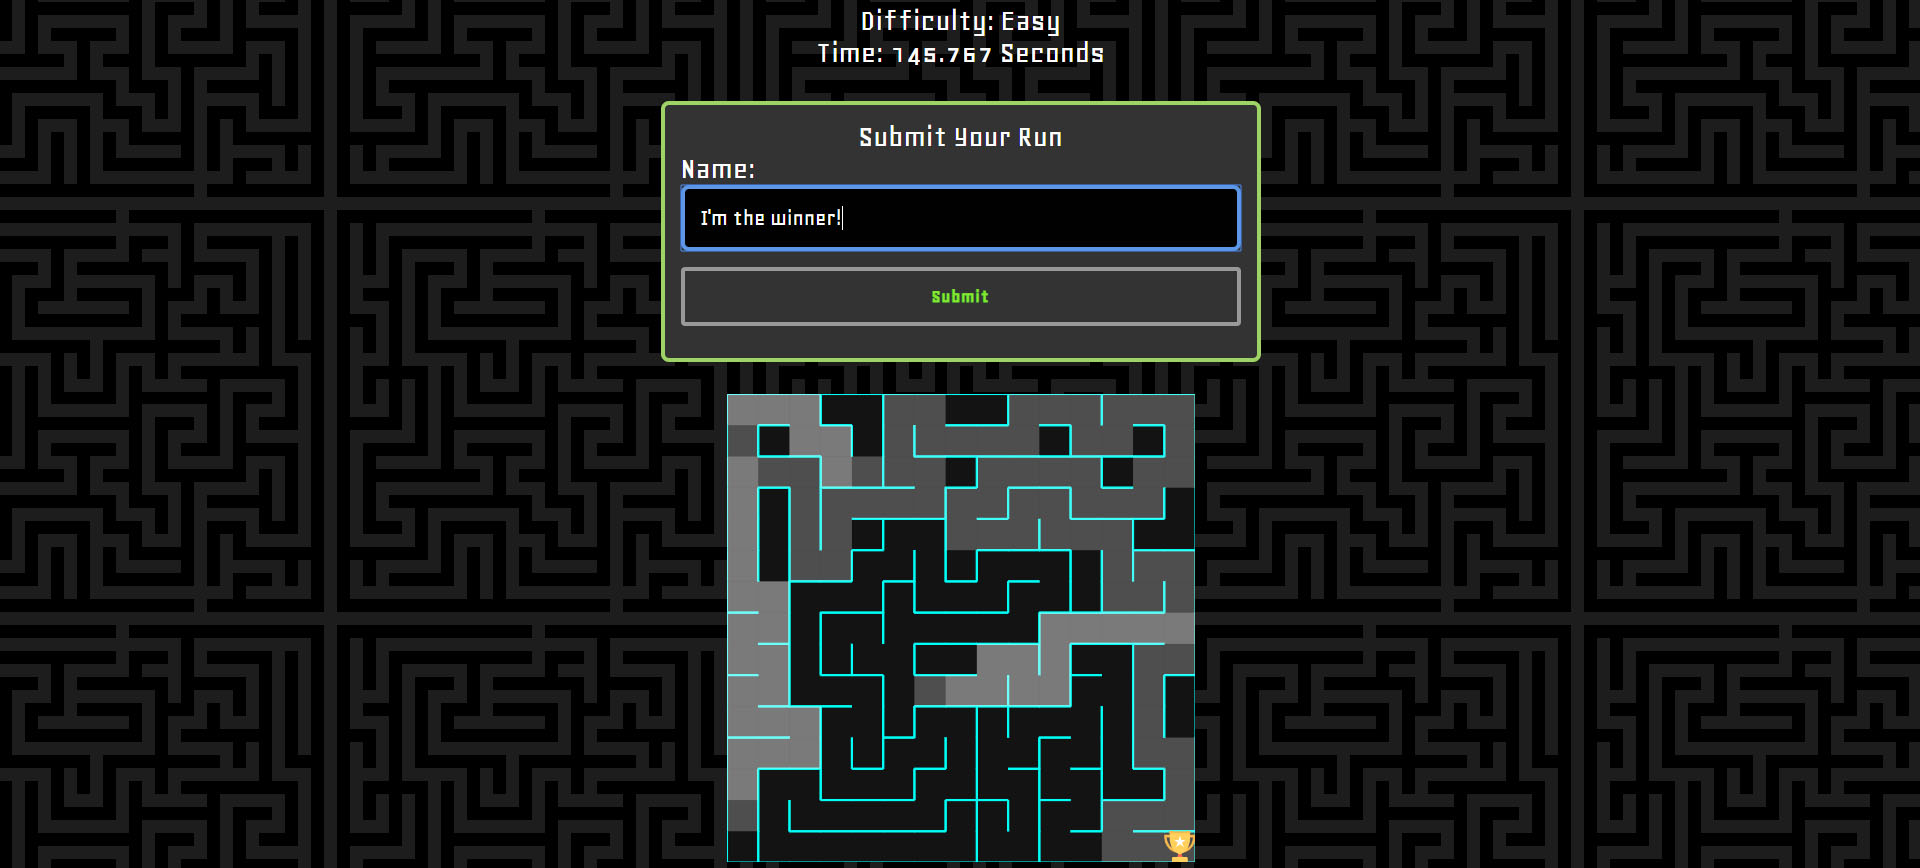 Difficulty: Easy
Time: 145.767 Seconds
Submit Your Run
Name:
I'm the winner!
Submit